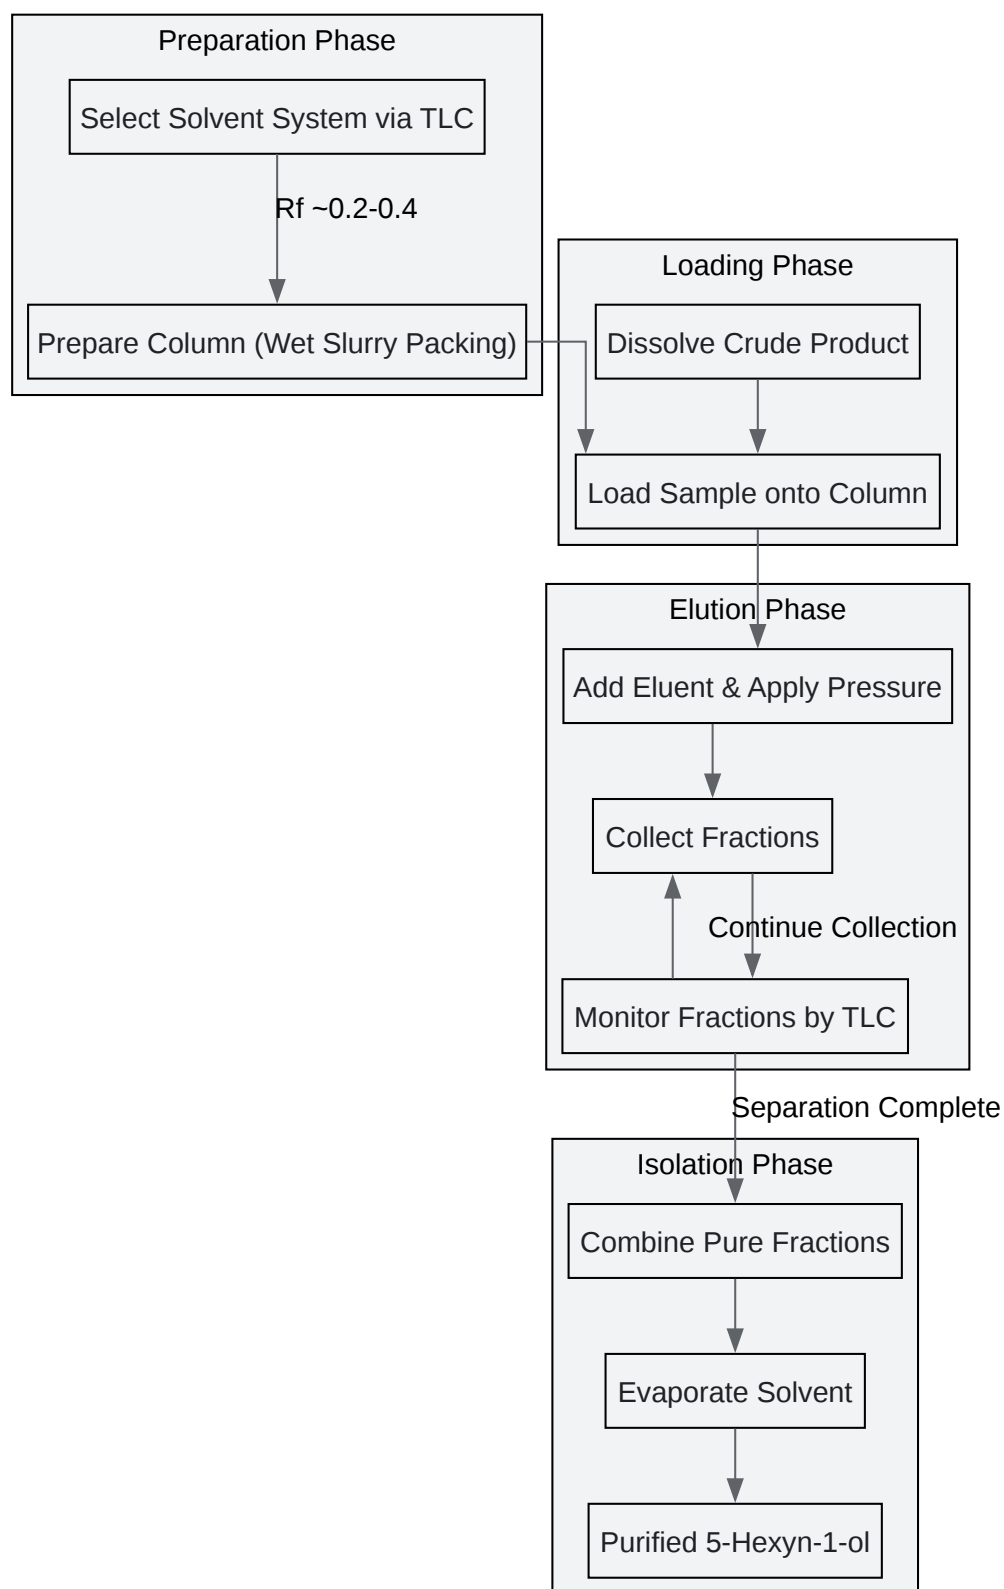 Preparation Phase
Select Solvent System via TLC
Rf ~0.2-0.4
Prepare Column (Wet Slurry Packing)
Loading Phase
Dissolve Crude Product
Load Sample onto Column
Elution Phase
Add Eluent & Apply Pressure
Collect Fractions
Continue Collection
Monitor Fractions by TLC
Separation Complete
Isolation Phase
Combine Pure Fractions
Evaporate Solvent
Purified 5-Hexyn-1-ol